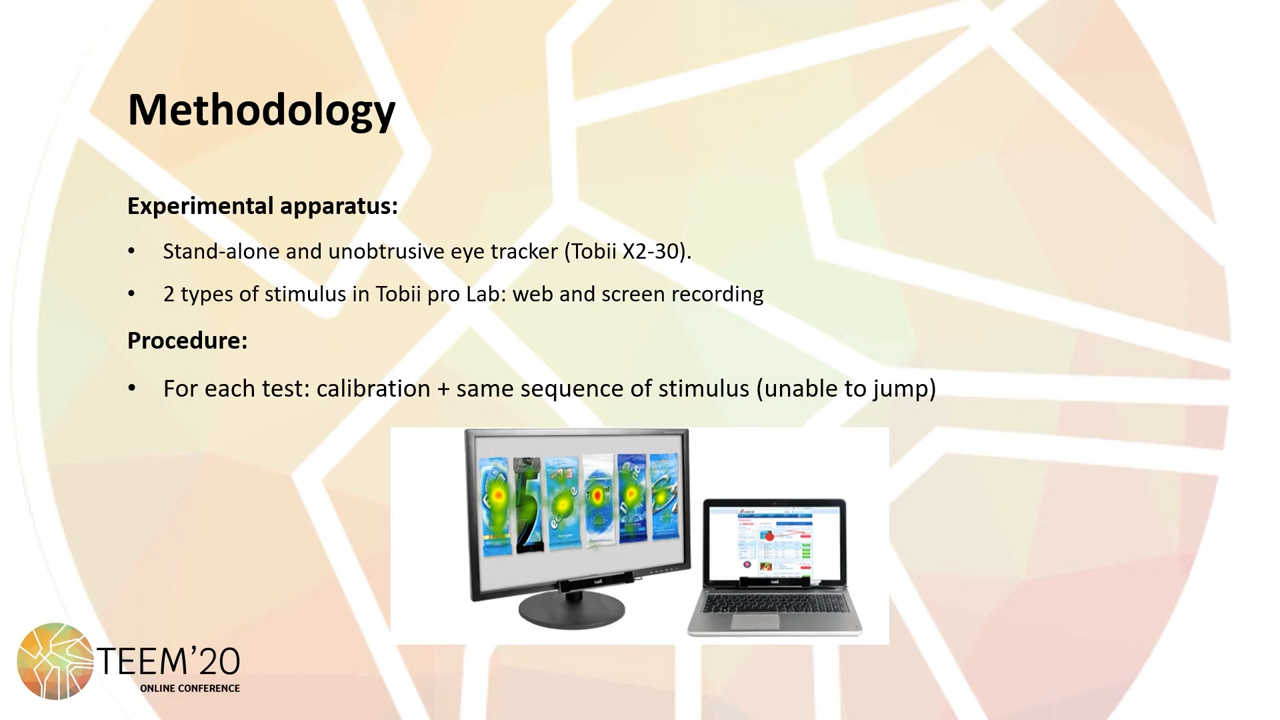 Methodology
Experimental apparatus:
• Stand-alone and unobtrusive eye tracker (Tobii X2-30).
• 2 types of stimulus in Tobii pro Lab: web and screen recording
Procedure:
• For each test: calibration + same sequence of stimulus (unable to jump)
TEEM’20
ONLINE CONFERENCE